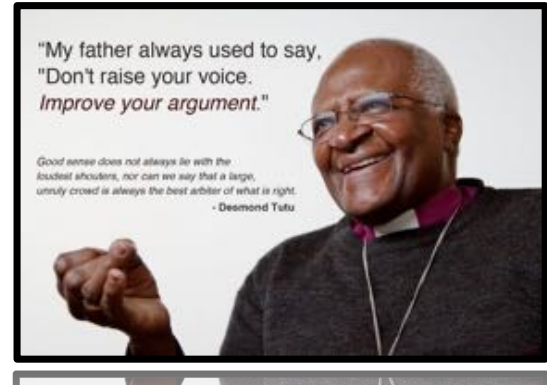 “My father always used to say,
"Don't raise your voice.
Improve your argument."
Good sense does not always lie with the
loudest shouters, nor can we say that a large,
unruly crowd is always the best arbiter of what is right.
- Desmond Tutu